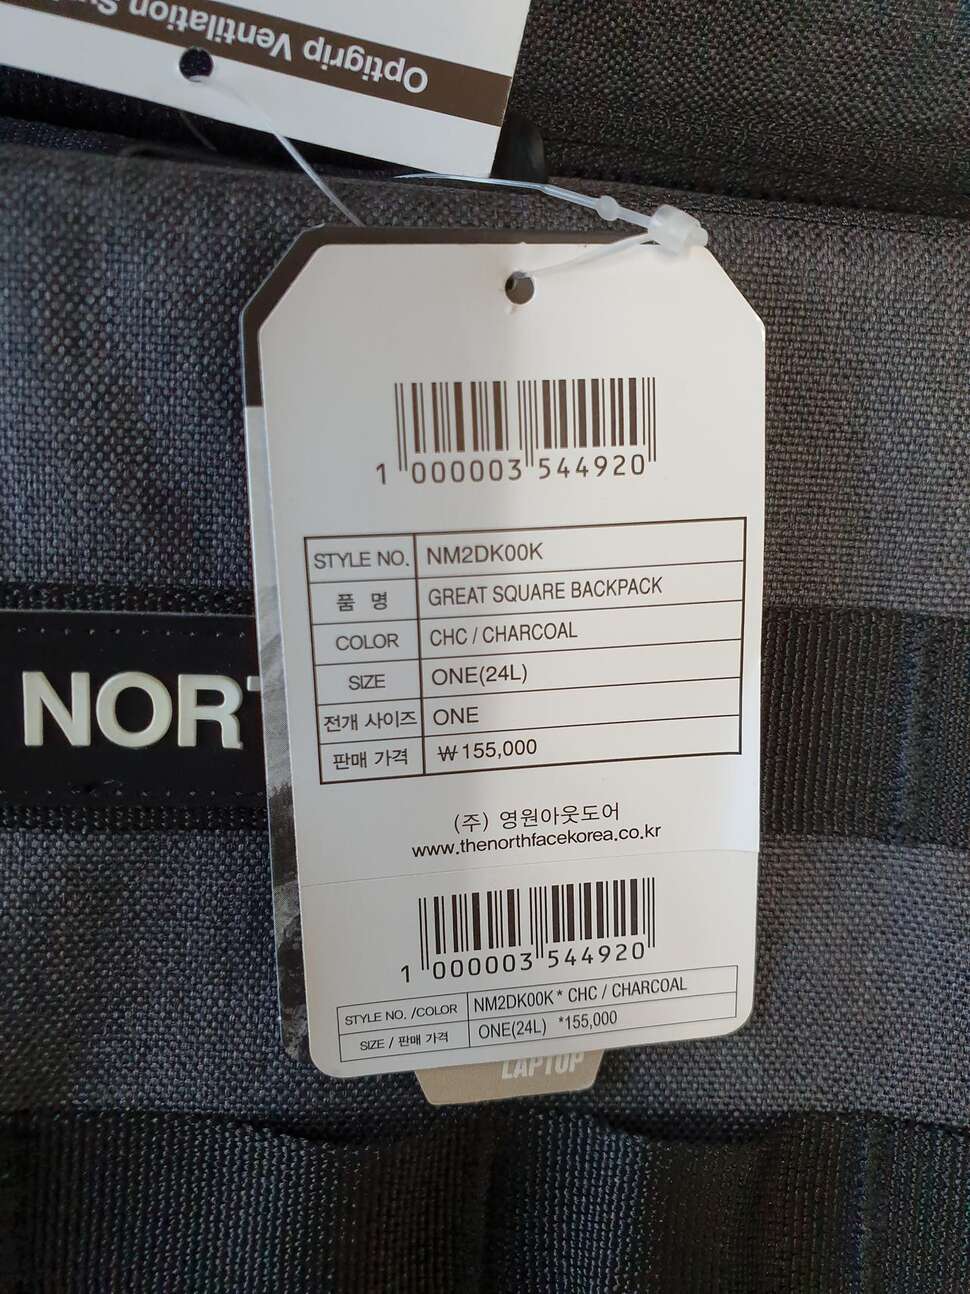 Optigrip Ventilation
1 000003 544920
STYLE NO. NM2DK00K
품 명 GREAT SQUARE BACKPACK
COLOR CHC / CHARCOAL
SIZE ONE(24L)
전개 사이즈 ONE
판매 가격 ₩155,000
NORT
(주) 영원아웃도어
www.thenorthfacekorea.co.kr
1 000003 544920
STYLE NO. /COLOR NM2DK00K * CHC / CHARCOAL
SIZE / 판매 가격 ONE(24L) *155,000
LAPTOP